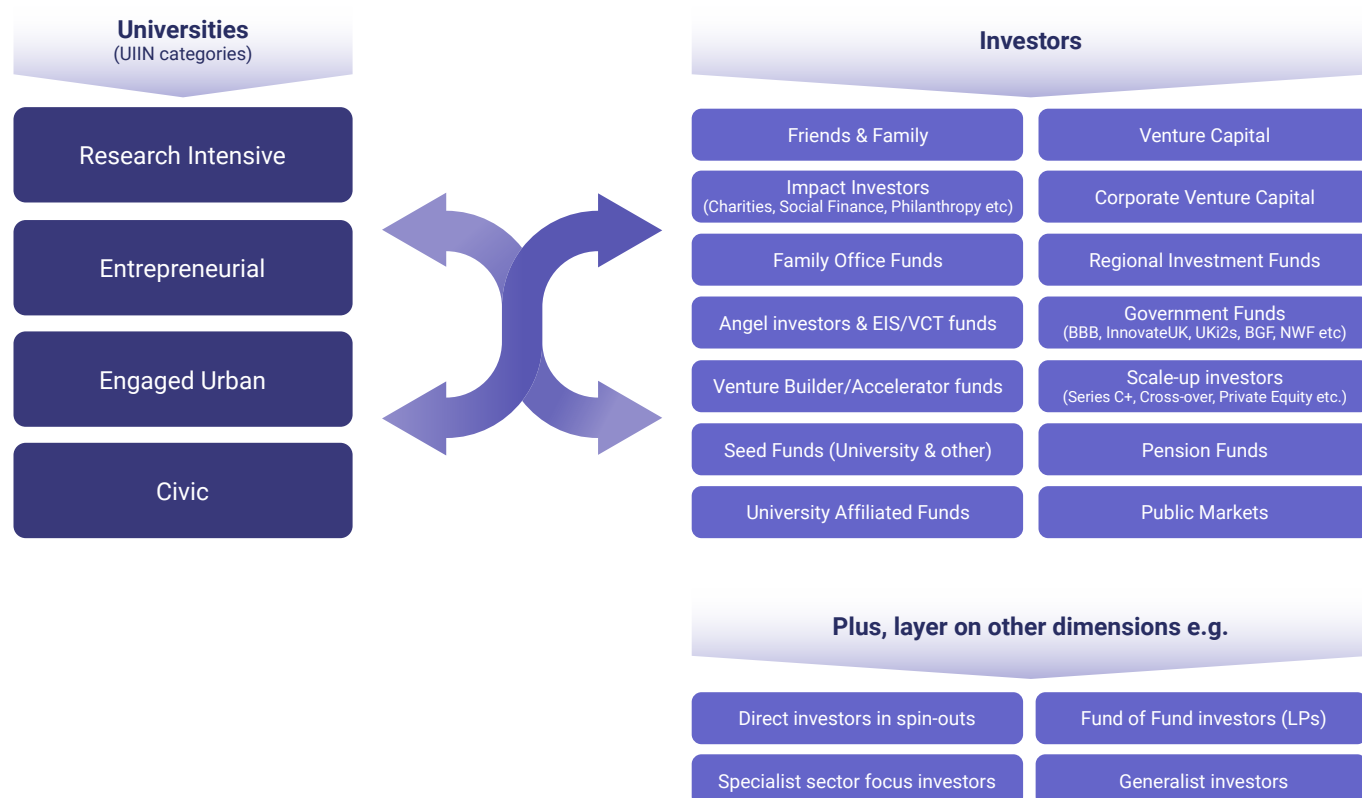 Universities
(UIIN categories)
Research Intensive
Entrepreneurial
Engaged Urban
Civic
Investors
Friends & Family
Venture Capital
Impact Investors
(Charities, Social Finance, Philanthropy etc)
Corporate Venture Capital
Family Office Funds
Regional Investment Funds
Angel investors & EIS/VCT funds
Government Funds
(BBB, InnovateUK, UKi2s, BGF, NWF etc)
Venture Builder/Accelerator funds
Scale-up investors
(Series C+, Cross-over, Private Equity etc.)
Seed Funds (University & other)
Pension Funds
University Affiliated Funds
Public Markets
Plus, layer on other dimensions e.g.
Direct investors in spin-outs
Fund of Fund investors (LPs)
Specialist sector focus investors
Generalist investors